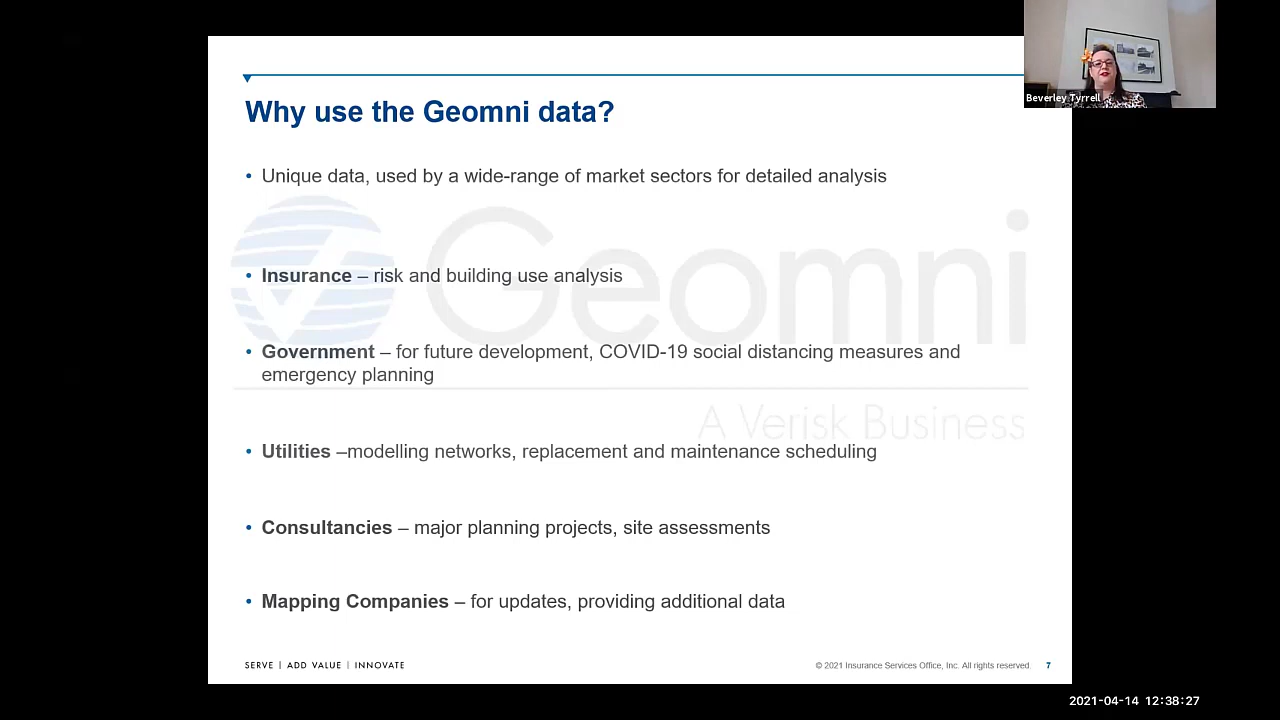 Beverley Tyrrell
Why use the Geomni data?
• Unique data, used by a wide-range of market sectors for detailed analysis
Geomni
• Insurance – risk and building use analysis
• Government – for future development, COVID-19 social distancing measures and
emergency planning
A Verisk Business
• Utilities –modelling networks, replacement and maintenance scheduling
• Consultancies – major planning projects, site assessments
• Mapping Companies – for updates, providing additional data
SERVE | ADD VALUE | INNOVATE
© 2021 Insurance Services Office, Inc. All rights reserved. 7
2021-04-14 12:38:27